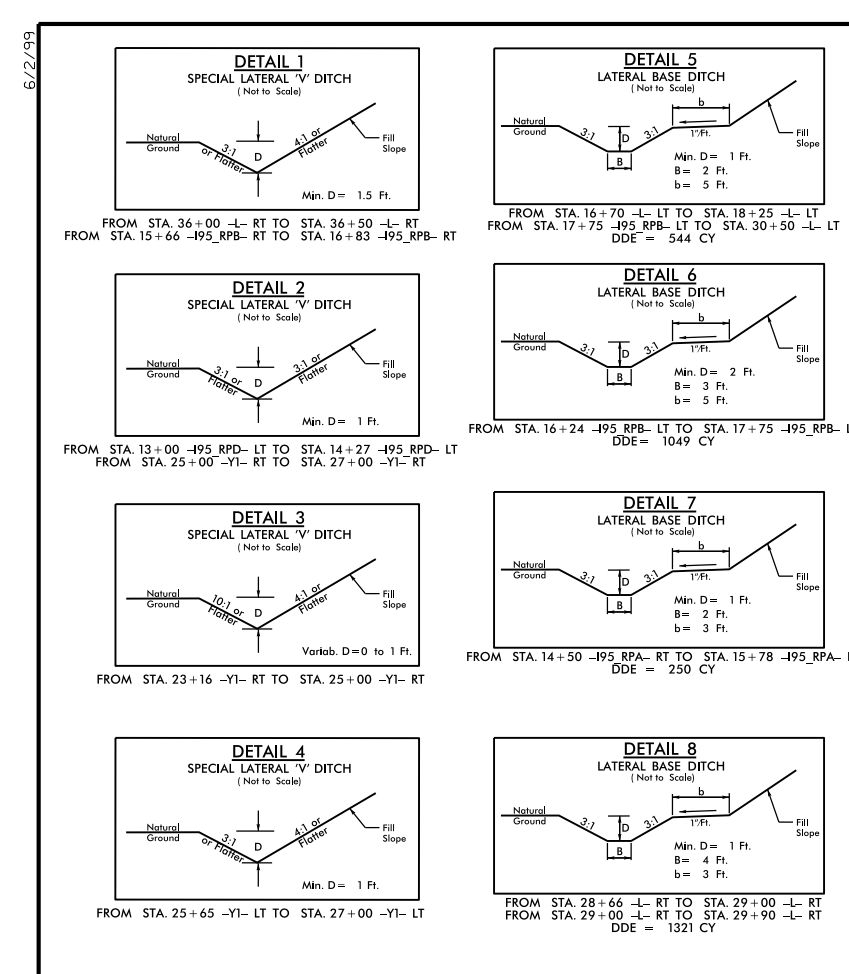 6/2/99
DETAIL 1
SPECIAL LATERAL 'V' DITCH
( Not to Scale)
Natural
Ground
3:1
or Flatter
D
4:1 or
Flatter
Fill
Slope
Min. D = 1.5 Ft.
FROM STA. 36+00 -L- RT TO STA. 36+50 -L- RT
FROM STA. 15+66 -I95_RPB- RT TO STA. 16+83 -I95_RPB- RT
DETAIL 2
SPECIAL LATERAL 'V' DITCH
( Not to Scale)
Natural
Ground
3:1 or
Flatter
D
3:1 or
Flatter
Fill
Slope
Min. D = 1 Ft.
FROM STA. 13+00 -I95_RPD- LT TO STA. 14+27 -I95_RPD- LT
FROM STA. 25+00 -Y1- RT TO STA. 27+00 -Y1- RT
DETAIL 3
SPECIAL LATERAL 'V' DITCH
( Not to Scale)
Natural
Ground
10:1 or
Flatter
D
4:1 or
Flatter
Fill
Slope
Variab. D=0 to 1 Ft.
FROM STA. 23+16 -Y1- RT TO STA. 25+00 -Y1- RT
DETAIL 4
SPECIAL LATERAL 'V' DITCH
( Not to Scale)
Natural
Ground
3:1
or Flatter
D
4:1 or
Flatter
Fill
Slope
Min. D = 1 Ft.
FROM STA. 25+65 -Y1- LT TO STA. 27+00 -Y1- LT
DETAIL 5
LATERAL BASE DITCH
( Not to Scale)
b
Natural
Ground
3:1
D
3:1
1"/Ft.
Fill
Slope
B
Min. D = 1 Ft.
B = 2 Ft.
b = 5 Ft.
FROM STA. 16+70 -L- LT TO STA. 18+25 -L- LT
FROM STA. 17+75 -I95_RPB- LT TO STA. 30+50 -L- LT
DDE = 544 CY
DETAIL 6
LATERAL BASE DITCH
( Not to Scale)
b
Natural
Ground
3:1
D
3:1
1"/Ft.
Fill
Slope
B
Min. D = 2 Ft.
B = 3 Ft.
b = 5 Ft.
FROM STA. 16+24 -I95_RPB- LT TO STA. 17+75 -I95_RPB- L
DDE = 1049 CY
DETAIL 7
LATERAL BASE DITCH
( Not to Scale)
b
Natural
Ground
3:1
D
3:1
1"/Ft.
Fill
Slope
B
Min. D = 1 Ft.
B = 2 Ft.
b = 3 Ft.
FROM STA. 14+50 -I95_RPA- RT TO STA. 15+78 -I95_RPA-
DDE = 250 CY
DETAIL 8
LATERAL BASE DITCH
( Not to Scale)
b
Natural
Ground
3:1
D
3:1
1"/Ft.
Fill
Slope
B
Min. D = 1 Ft.
B = 4 Ft.
b = 3 Ft.
FROM STA. 28+66 -L- RT TO STA. 29+00 -L- RT
FROM STA. 29+00 -L- RT TO STA. 29+90 -L- RT
DDE = 1321 CY